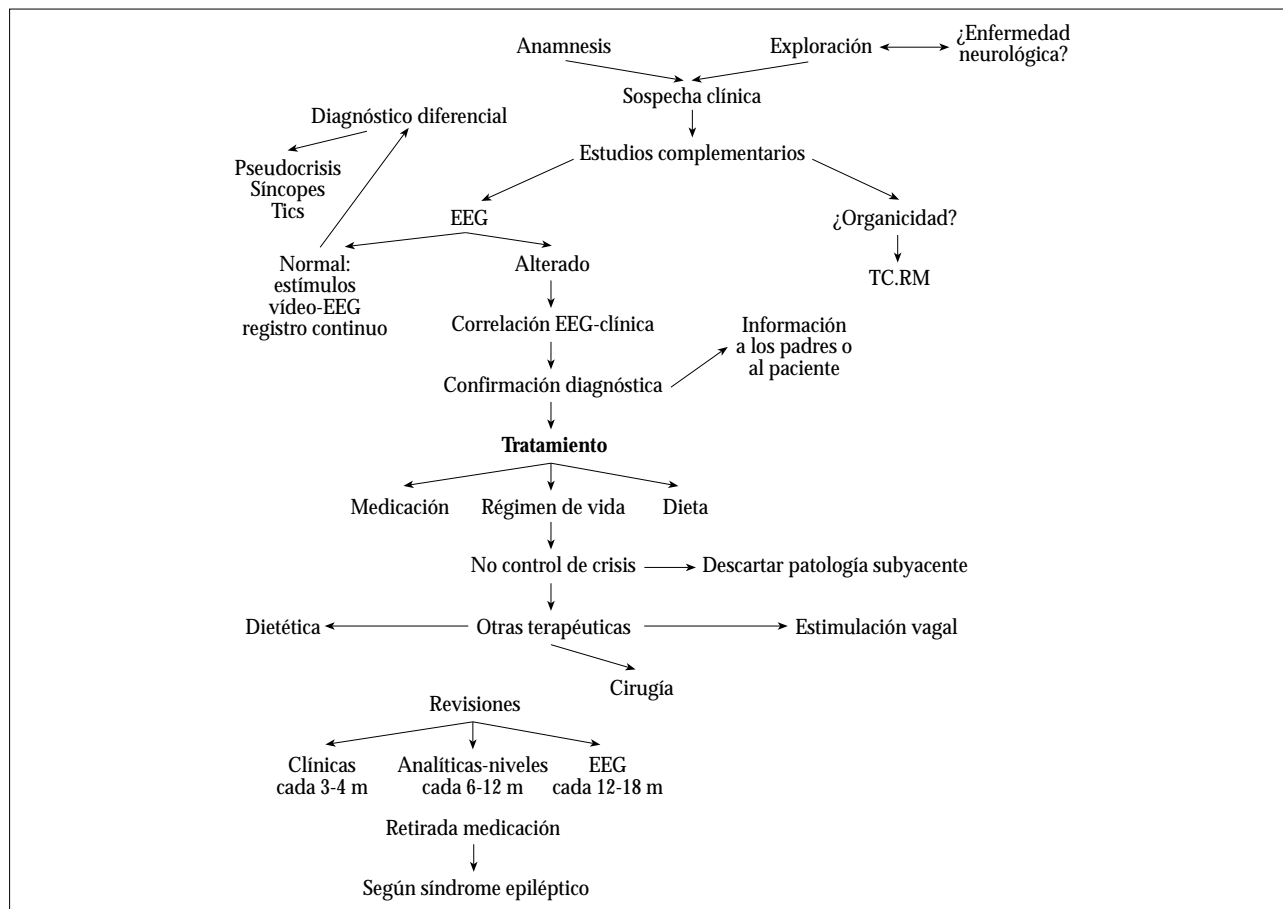 Anamnesis
Exploración
¿Enfermedad
neurológica?
Sospecha clínica
Diagnóstico diferencial
Estudios complementarios
Pseudocrisis
Síncopes
Tics
EEG
¿Organicidad?
Normal:
estímulos
vídeo-EEG
registro continuo
Alterado
TC.RM
Correlación EEG-clínica
Información
a los padres o
al paciente
Confirmación diagnóstica
Tratamiento
Medicación
Régimen de vida
Dieta
No control de crisis
Descartar patología subyacente
Dietética
Otras terapéuticas
Estimulación vagal
Cirugía
Revisiones
Clínicas
cada 3-4 m
Analíticas-niveles
cada 6-12 m
EEG
cada 12-18 m
Retirada medicación
Según síndrome epiléptico